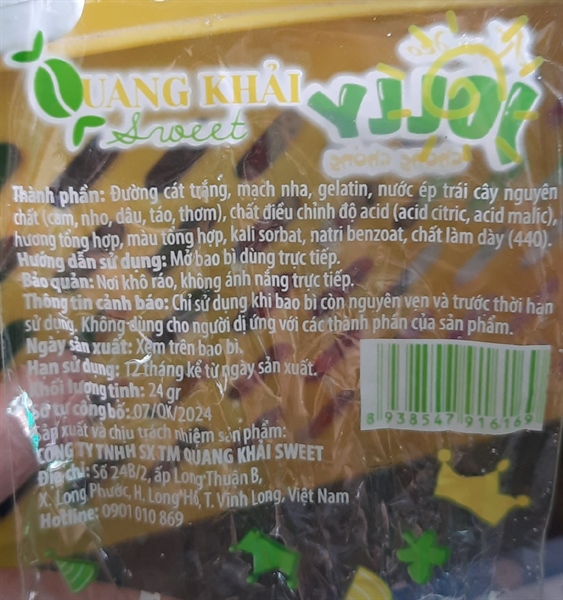 QUANG KHẢI
Sweet
JOLLY
Thành phần: Đường cát trắng, mạch nha, gelatin, nước ép trái cây nguyên
chất (cam, nho, dâu, táo, thơm), chất điều chỉnh độ acid (acid citric, acid malic),
hương tổng hợp, màu tổng hợp, kali sorbat, natri benzoat, chất làm dày (440).
Hướng dẫn sử dụng: Mở bao bì dùng trực tiếp.
Bảo quản: Nơi khô ráo, không ánh nắng trực tiếp.
Thông tin cảnh báo: Chỉ sử dụng khi bao bì còn nguyên vẹn và trước thời hạn
sử dụng. Không dùng cho người dị ứng với các thành phần của sản phẩm.
Ngày sản xuất: Xem trên bao bì.
Hạn sử dụng: 12 tháng kể từ ngày sản xuất.
Khối lượng tịnh: 24 gr
Số tự công bố: 07/QK/2024
Sản xuất và chịu trách nhiệm sản phẩm:
CÔNG TY TNHH SX TM QUANG KHẢI SWEET
Địa chỉ: Số 24B/2, ấp Long Thuận B,
X. Long Phước, H. Long Hồ, T. Vĩnh Long, Việt Nam
Hotline: 0901 010 869
8 938547 916169